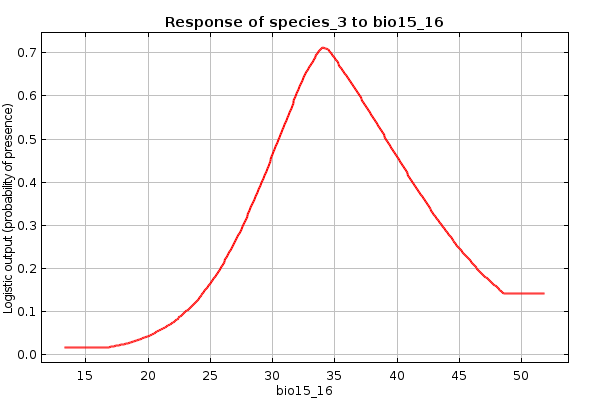 Response of species_3 to bio15_16
Logistic output (probability of presence)
0.7
0.6
0.5
0.4
0.3
0.2
0.1
0.0
15 20 25 30 35 40 45 50
bio15_16